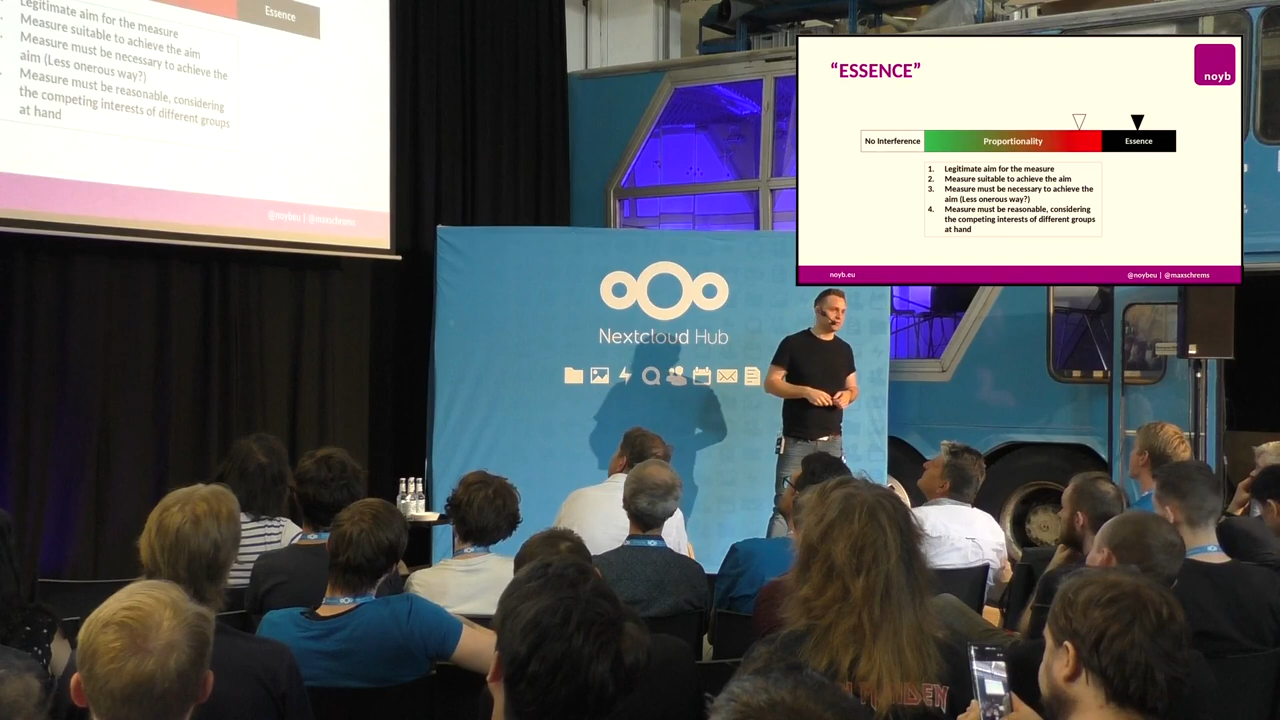 Essence
Legitimate aim for the measure
Measure suitable to achieve the aim
Measure must be necessary to achieve the
aim (Less onerous way?)
Measure must be reasonable, considering
the competing interests of different groups
at hand
@noybeu | @maxschrems
“ESSENCE”
noyb
No Interference
Proportionality
Essence
1. Legitimate aim for the measure
2. Measure suitable to achieve the aim
3. Measure must be necessary to achieve the
aim (Less onerous way?)
4. Measure must be reasonable, considering
the competing interests of different groups
at hand
noyb.eu
@noybeu | @maxschrems
Nextcloud Hub
IRON MAIDEN